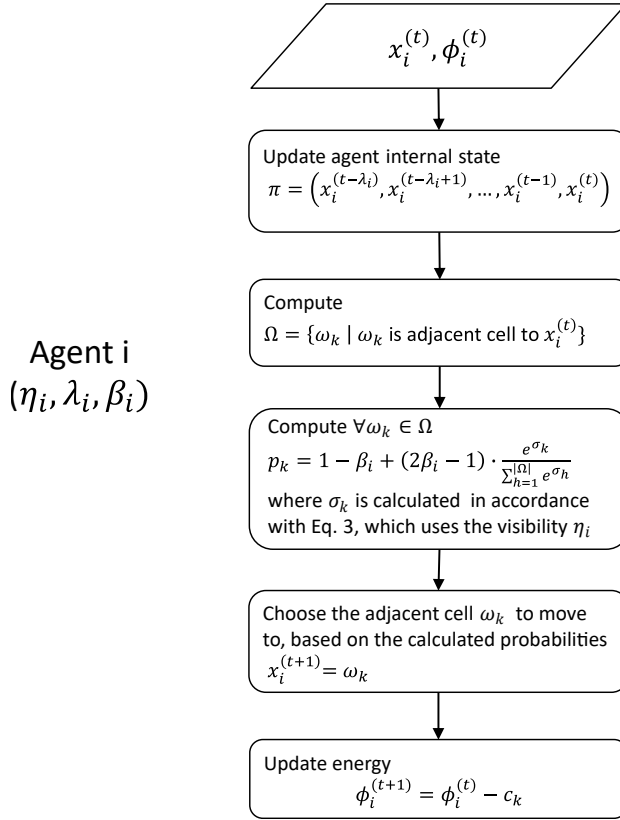 x_i^{(t)}, ϕ_i^{(t)}
Update agent internal state
π = (x_i^{(t-λ_i)}, x_i^{(t-λ_i+1)}, ..., x_i^{(t-1)}, x_i^{(t)})
Compute
Ω = {ω_k | ω_k is adjacent cell to x_i^{(t)}}
Agent i
(η_i, λ_i, β_i)
Compute ∀ω_k ∈ Ω
p_k = 1 − β_i + (2β_i − 1) · \frac{e^{σ_k}}{∑_{h=1}^{|Ω|} e^{σ_h}}
where σ_k is calculated in accordance
with Eq. 3, which uses the visibility η_i
Choose the adjacent cell ω_k to move
to, based on the calculated probabilities
x_i^{(t+1)} = ω_k
Update energy
ϕ_i^{(t+1)} = ϕ_i^{(t)} − c_k